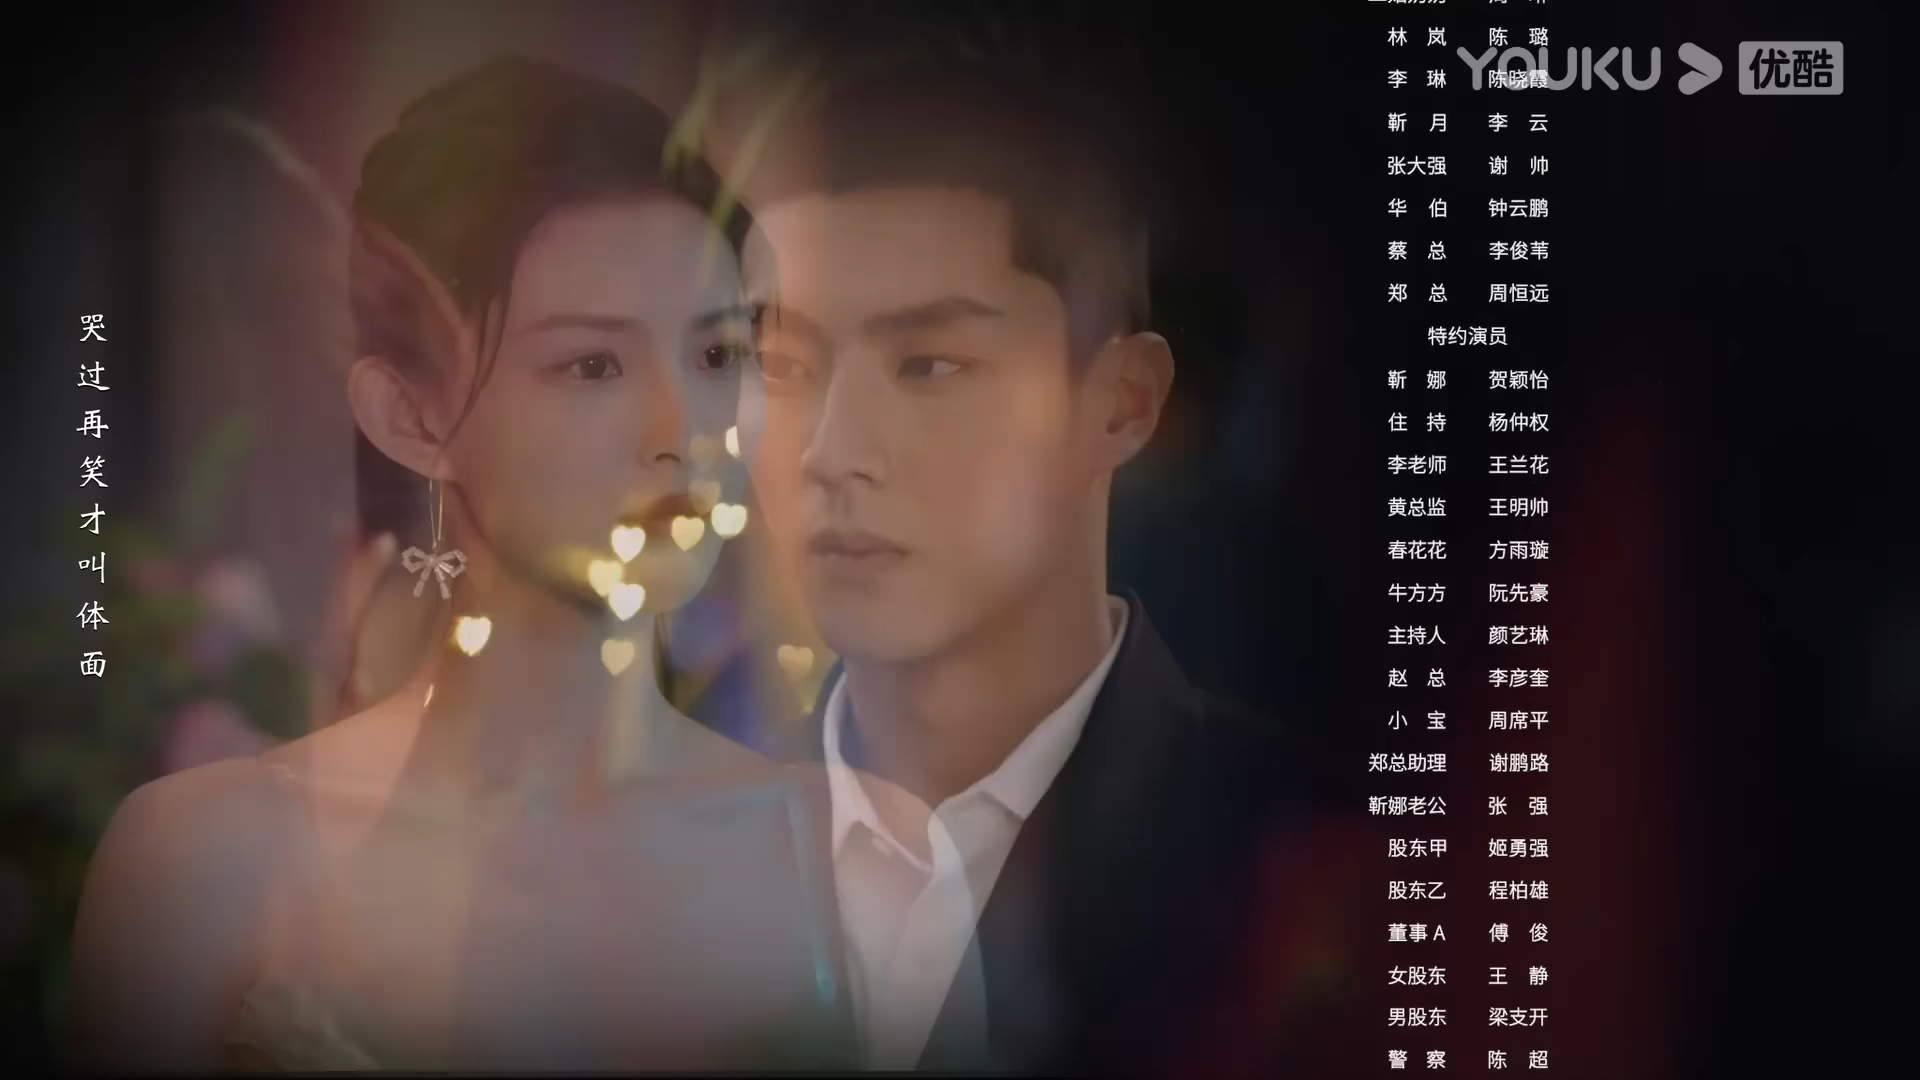 哭过再笑才叫体面
YOUKU 优酷
林岚 陈璐
李琳 陈晓霞
靳月 李云
张大强 谢帅
华伯 钟云鹏
蔡总 李俊苇
郑总 周恒远
特约演员
靳娜 贺颖怡
住持 杨仲权
李老师 王兰花
黄总监 王明帅
春花花 方雨璇
牛方方 阮先豪
主持人 颜艺琳
赵总 李彦奎
小宝 周席平
郑总助理 谢鹏路
靳娜老公 张强
股东甲 姬勇强
股东乙 程柏雄
董事A 傅俊
女股东 王静
男股东 梁支开
警察 陈超